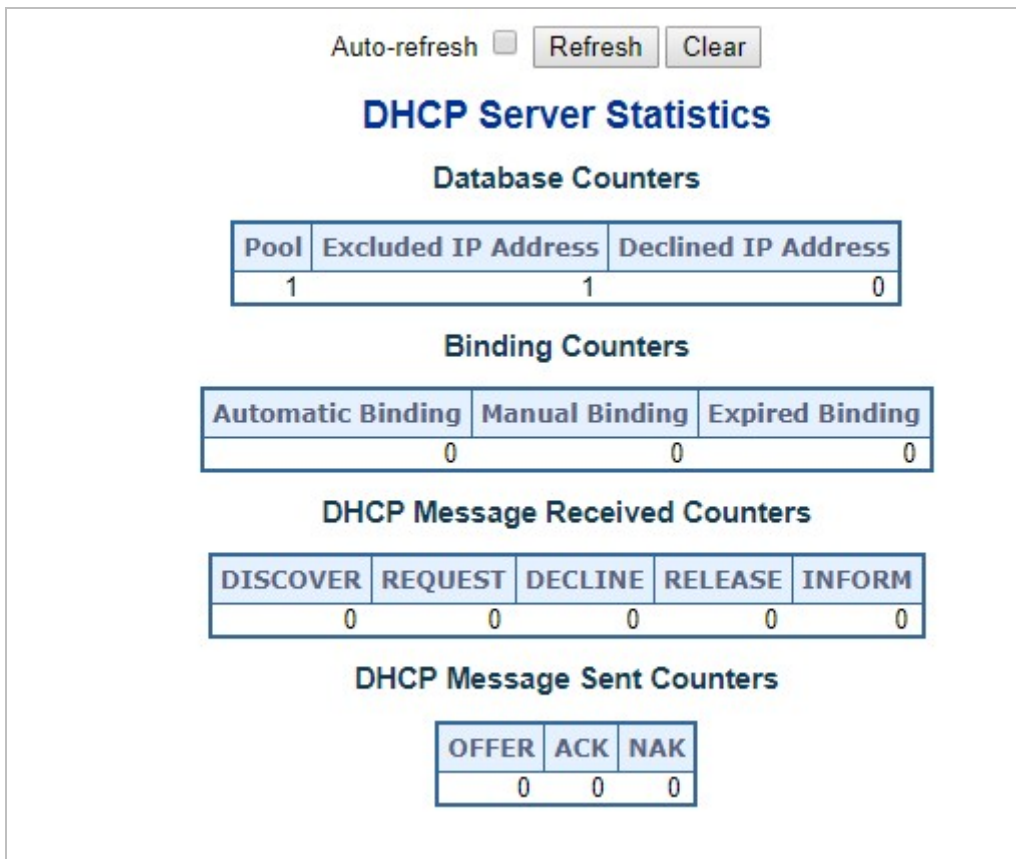 Auto-refresh Refresh Clear
DHCP Server Statistics
Database Counters
Pool Excluded IP Address Declined IP Address
1 1 0
Binding Counters
Automatic Binding Manual Binding Expired Binding
0 0 0
DHCP Message Received Counters
DISCOVER REQUEST DECLINE RELEASE INFORM
0 0 0 0 0
DHCP Message Sent Counters
OFFER ACK NAK
0 0 0